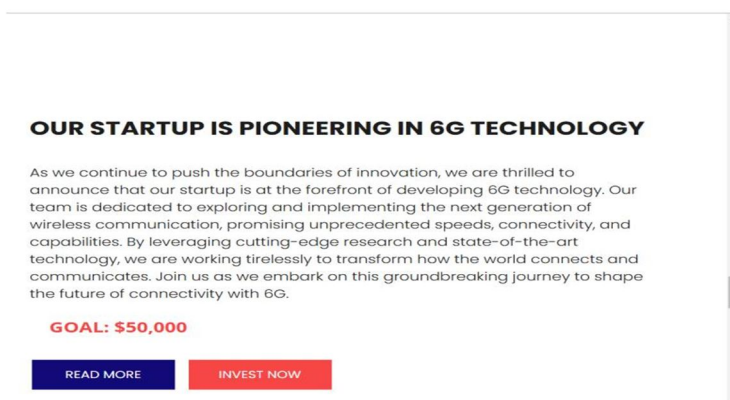 OUR STARTUP IS PIONEERING IN 6G TECHNOLOGY
As we continue to push the boundaries of innovation, we are thrilled to
announce that our startup is at the forefront of developing 6G technology. Our
team is dedicated to exploring and implementing the next generation of
wireless communication, promising unprecedented speeds, connectivity, and
capabilities. By leveraging cutting-edge research and state-of-the-art
technology, we are working tirelessly to transform how the world connects and
communicates. Join us as we embark on this groundbreaking journey to shape
the future of connectivity with 6G.
GOAL: $50,000
READ MORE INVEST NOW